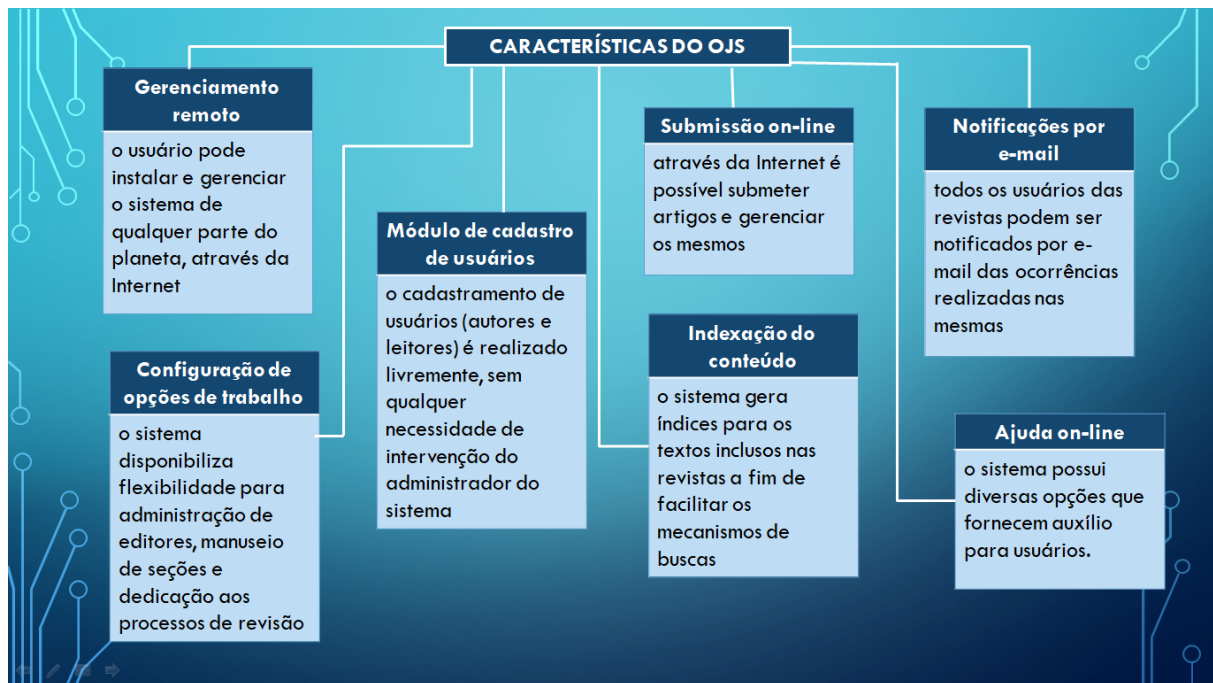 CARACTERÍSTICAS DO OJS
Gerenciamento
remoto
o usuário pode
instalar e gerenciar
o sistema de
qualquer parte do
planeta, através da
Internet
Configuração de
opções de trabalho
o sistema
disponibiliza
flexibilidade para
administração de
editores, manuseio
de seções e
dedicação aos
processos de revisão
Módulo de cadastro
de usuários
o cadastramento de
usuários (autores e
leitores) é realizado
livremente, sem
qualquer
necessidade de
intervenção do
administrador do
sistema
Submissão on-line
através da Internet é
possível submeter
artigos e gerenciar
os mesmos
Indexação do
conteúdo
o sistema gera
índices para os
textos inclusos nas
revistas a fim de
facilitar os
mecanismos de
buscas
Notificações por
e-mail
todos os usuários das
revistas podem ser
notificados por e-
mail das ocorrências
realizadas nas
mesmas
Ajuda on-line
o sistema possui
diversas opções que
fornecem auxílio
para usuários.